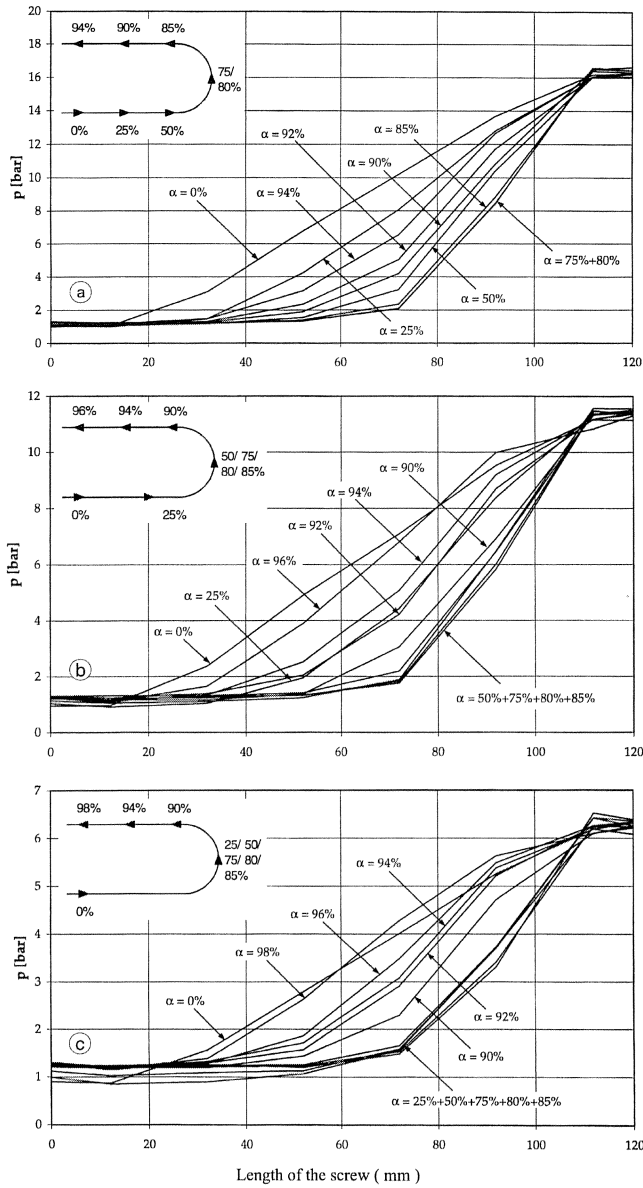 20
18
16
14
12
10
8
6
4
2
0
p [bar]
94% 90% 85%
75/
80%
0% 25% 50%
α = 92%
α = 85%
α = 90%
α = 0%
α = 94%
α = 75%+80%
α = 50%
α = 25%
a
0 20 40 60 80 100 120
12
10
8
6
4
2
0
p [bar]
96% 94% 90%
50/ 75/
80/ 85%
0% 25%
α = 90%
α = 94%
α = 92%
α = 96%
α = 25%
α = 0%
α = 50%+75%+80%+85%
b
0 20 40 60 80 100 120
7
6
5
4
3
2
1
0
p [bar]
98% 94% 90%
25/ 50/
75/ 80/
85%
0%
α = 94%
α = 96%
α = 98%
α = 0%
α = 92%
α = 90%
α = 25%+50%+75%+80%+85%
c
0 20 40 60 80 100 120
Length of the screw ( mm )